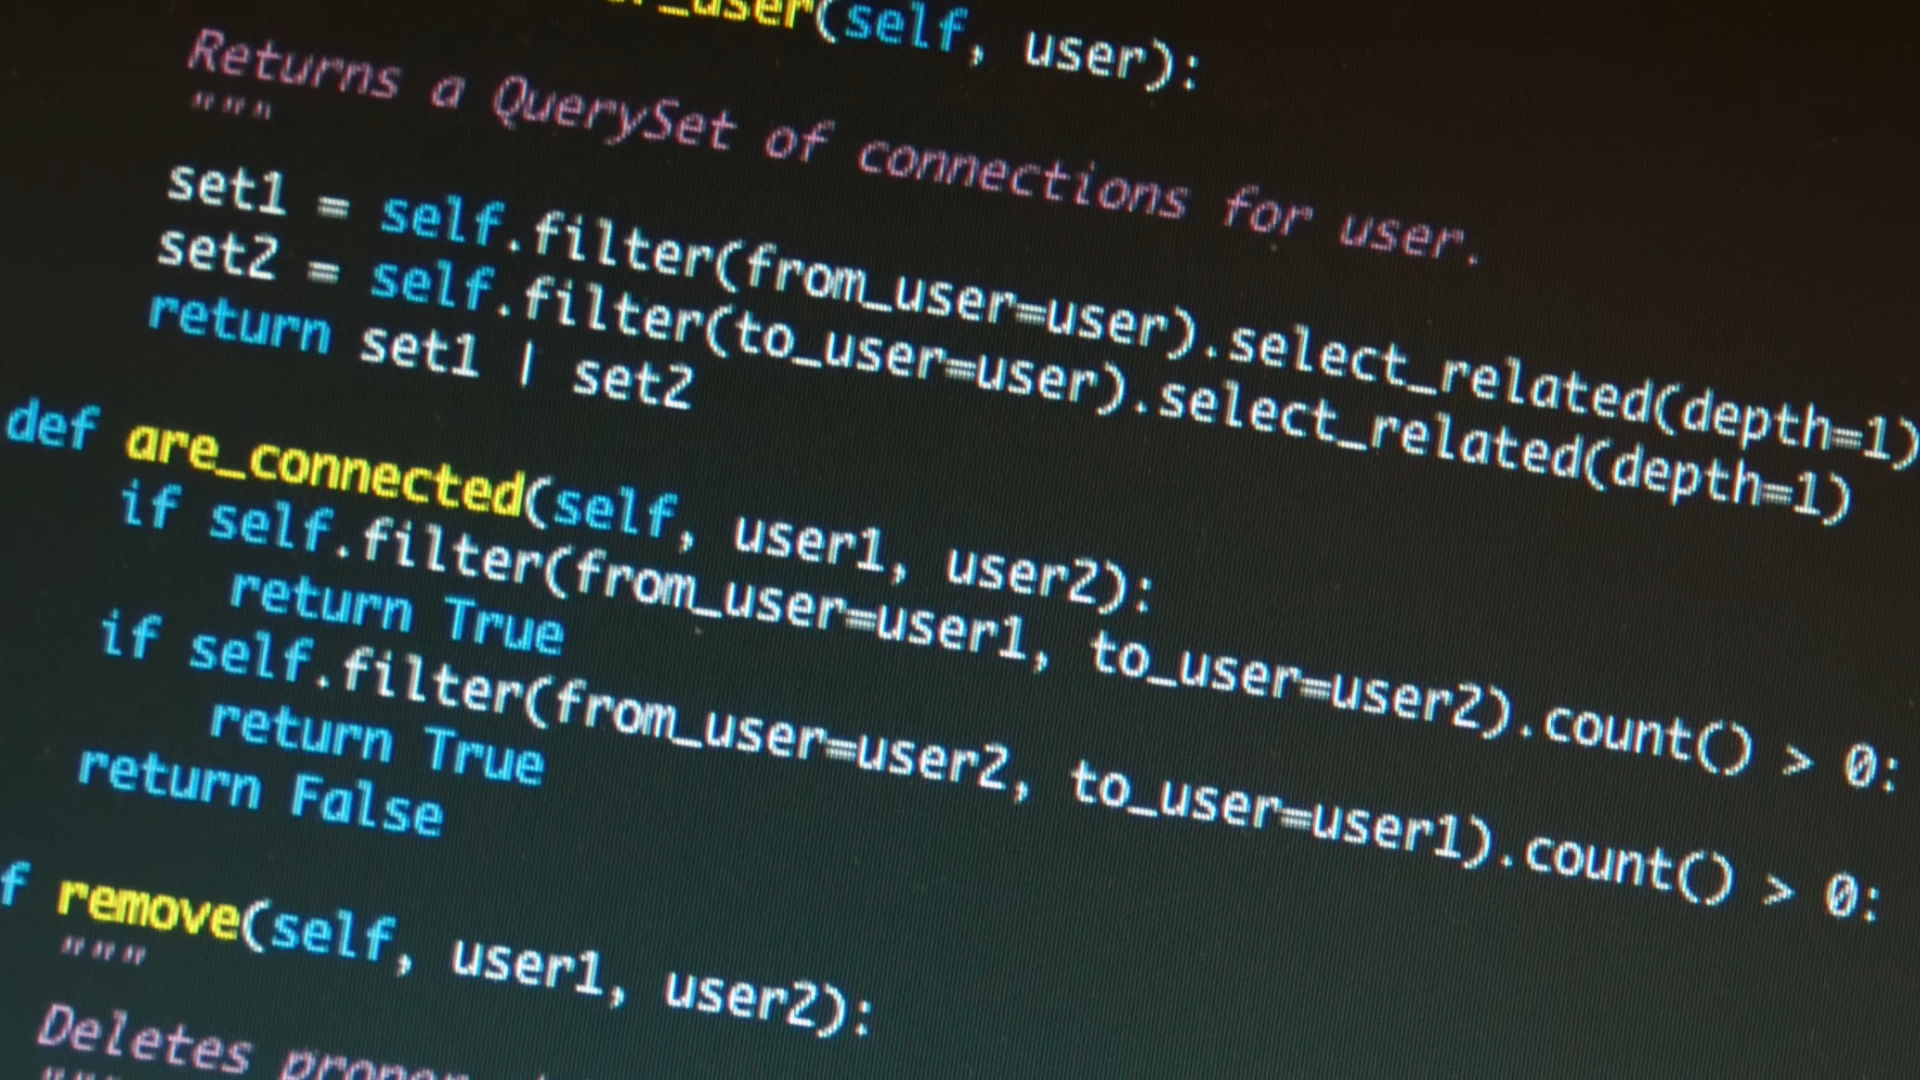 (self, user):
Returns a QuerySet of connections for user.
"""
set1 = self.filter(from_user=user).select_related(depth=1)
set2 = self.filter(to_user=user).select_related(depth=1)
return set1 | set2
def are_connected(self, user1, user2):
if self.filter(from_user=user1, to_user=user2).count() > 0:
return True
if self.filter(from_user=user2, to_user=user1).count() > 0:
return True
return False
f remove(self, user1, user2):
"""
Deletes
"""